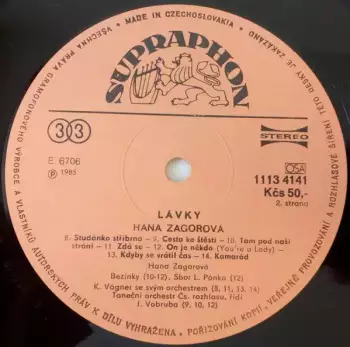 • MADE IN CZECHOSLOVAKIA •
VŠECHNA PRÁVA GRAMOFONOVÉHO VÝROBCE A VLASTNÍKŮ AUTORSKÝCH PRÁV K DÍLU VYHRAŽENA • POŘIZOVÁNÍ KOPIÍ, VEŘEJNÉ PROVOZOVÁNÍ A ROZHLASOVÉ ŠÍŘENÍ TÉTO DESKY JE ZAKÁZÁNO
SUPRAPHON
33
STEREO
E 6706
OSA
Ⓟ 1985
1113 4141
Kčs 50,-
2. strana
LÁVKY
HANA ZAGOROVÁ
8. Studánko stříbrná — 9. Cesta ke štěstí — 10. Tam pod naší
strání — 11. Zdá se — 12. On je někdo (You're a Lady) —
13. Kdyby se vrátil čas — 14. Kamarád
Hana Zagorová
Bezinky (10-12), Sbor L. Pánka (12)
K. Vágner se svým orchestrem (8, 11, 13, 14)
Taneční orchestr Čs. rozhlasu, řídí
J. Vobruba (9, 10, 12)